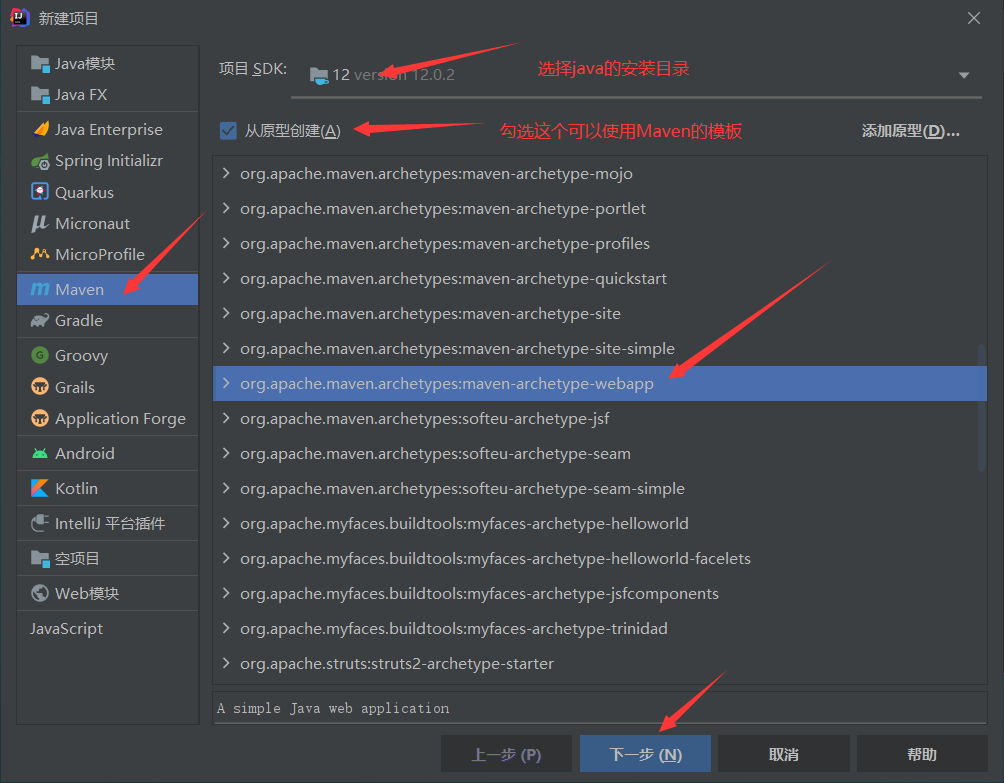 新建项目
Java模块
Java FX
Java Enterprise
Spring Initializr
Quarkus
Micronaut
MicroProfile
Maven
Gradle
Groovy
Grails
Application Forge
Android
Kotlin
IntelliJ 平台插件
空项目
Web模块
JavaScript
项目 SDK:
12 version 12.0.2
选择java的安装目录
从原型创建(A)
勾选这个可以使用Maven的模板
添加原型(D)...
org.apache.maven.archetypes:maven-archetype-mojo
org.apache.maven.archetypes:maven-archetype-portlet
org.apache.maven.archetypes:maven-archetype-profiles
org.apache.maven.archetypes:maven-archetype-quickstart
org.apache.maven.archetypes:maven-archetype-site
org.apache.maven.archetypes:maven-archetype-site-simple
org.apache.maven.archetypes:maven-archetype-webapp
org.apache.maven.archetypes:softeu-archetype-jsf
org.apache.maven.archetypes:softeu-archetype-seam
org.apache.maven.archetypes:softeu-archetype-seam-simple
org.apache.myfaces.buildtools:myfaces-archetype-helloworld
org.apache.myfaces.buildtools:myfaces-archetype-helloworld-facelets
org.apache.myfaces.buildtools:myfaces-archetype-jsfcomponents
org.apache.myfaces.buildtools:myfaces-archetype-trinidad
org.apache.struts:struts2-archetype-starter
A simple Java web application
上一步 (P)
下一步 (N)
取消
帮助